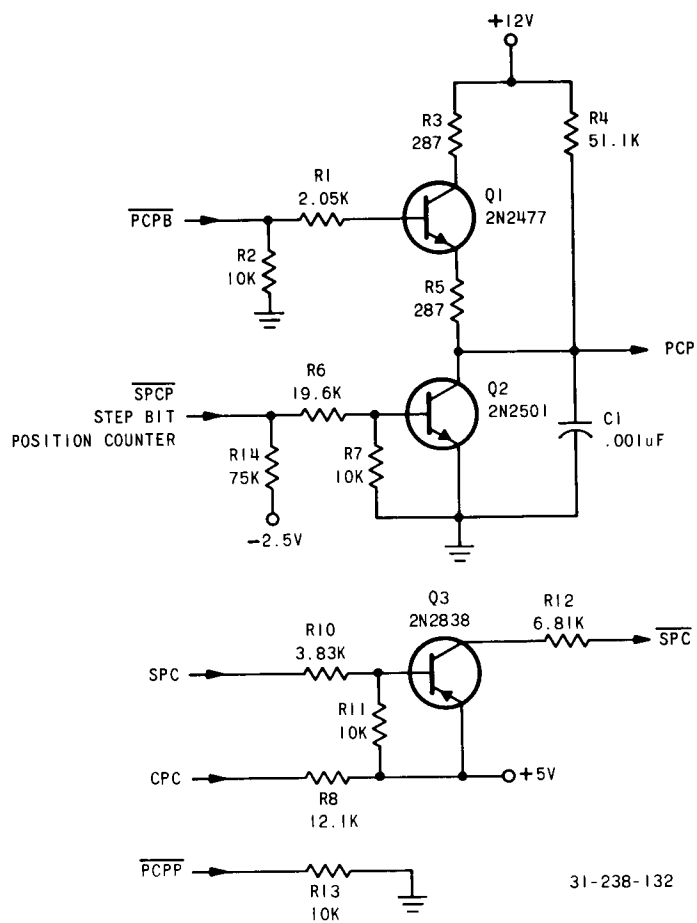 +12V
R3
287
R4
51.1K
R1
2.05K
Q1
2N2477
PCPB
R2
10K
R5
287
PCP
R6
19.6K
Q2
2N2501
SPCP
STEP BIT
POSITION COUNTER
C1
.001uF
R14
75K
R7
10K
-2.5V
Q3
2N2838
R12
6.81K
SPC
R10
3.83K
SPC
R11
10K
CPC
+5V
R8
12.1K
PCPP
R13
10K
31-238-132